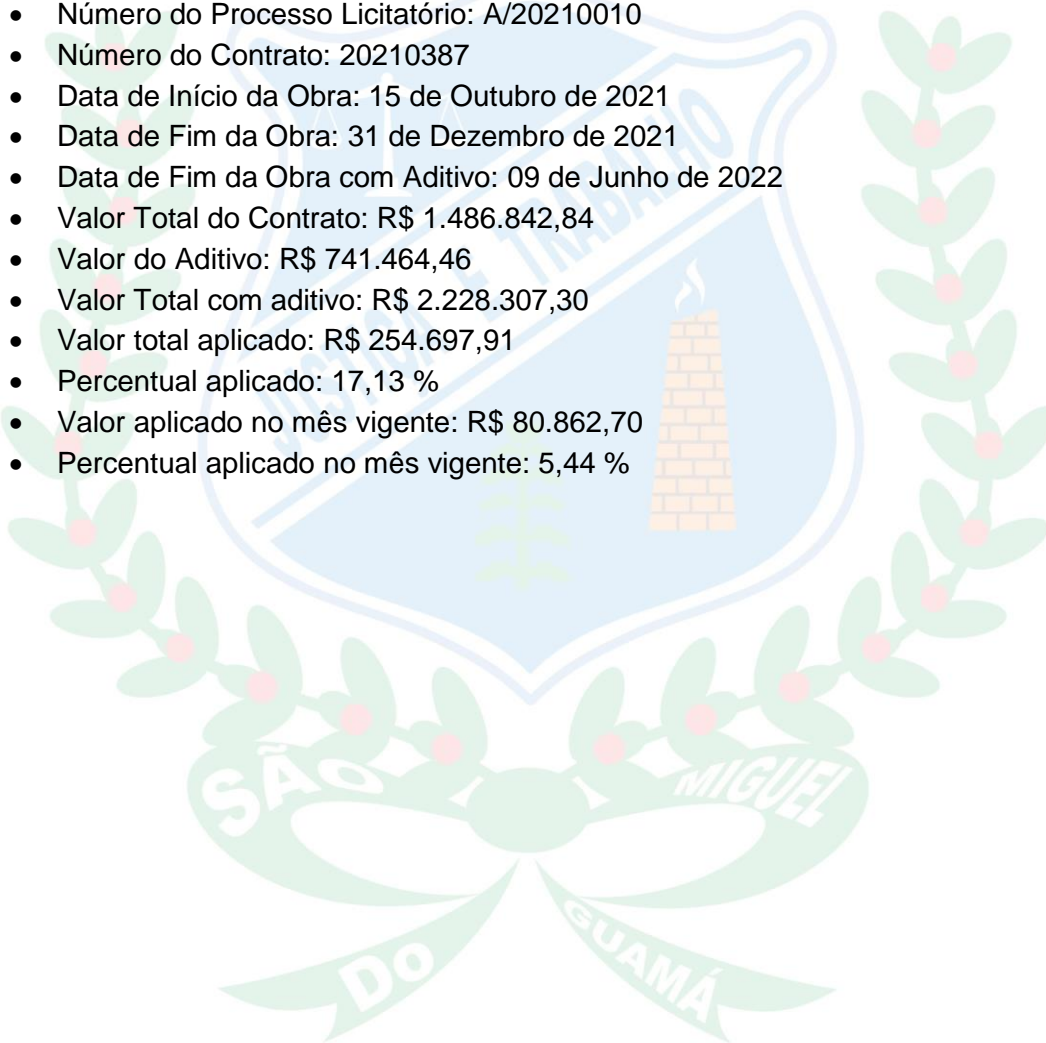 • Número do Processo Licitatório: A/20210010
• Número do Contrato: 20210387
• Data de Início da Obra: 15 de Outubro de 2021
• Data de Fim da Obra: 31 de Dezembro de 2021
• Data de Fim da Obra com Aditivo: 09 de Junho de 2022
• Valor Total do Contrato: R$ 1.486.842,84
• Valor do Aditivo: R$ 741.464,46
• Valor Total com aditivo: R$ 2.228.307,30
• Valor total aplicado: R$ 254.697,91
• Percentual aplicado: 17,13 %
• Valor aplicado no mês vigente: R$ 80.862,70
• Percentual aplicado no mês vigente: 5,44 %
JUSTIÇA E TRABALHO
SÃO MIGUEL
DO GUAMÁ